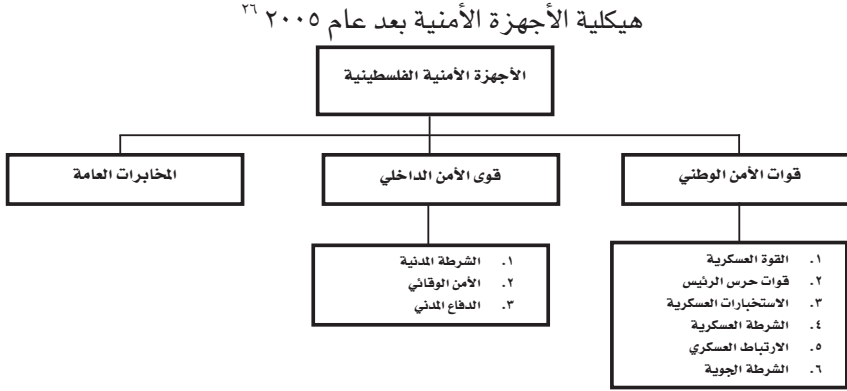 هيكلية الأجهزة الأمنية بعد عام ٢٠٠٥ ٢٦
الأجهزة الأمنية الفلسطينية
قوات الأمن الوطني
قوى الأمن الداخلي
المخابرات العامة
١. القوة العسكرية
٢. قوات حرس الرئيس
٣. الاستخبارات العسكرية
٤. الشرطة العسكرية
٥. الارتباط العسكري
٦. الشرطة الجوية
١. الشرطة المدنية
٢. الأمن الوقائي
٣. الدفاع المدني